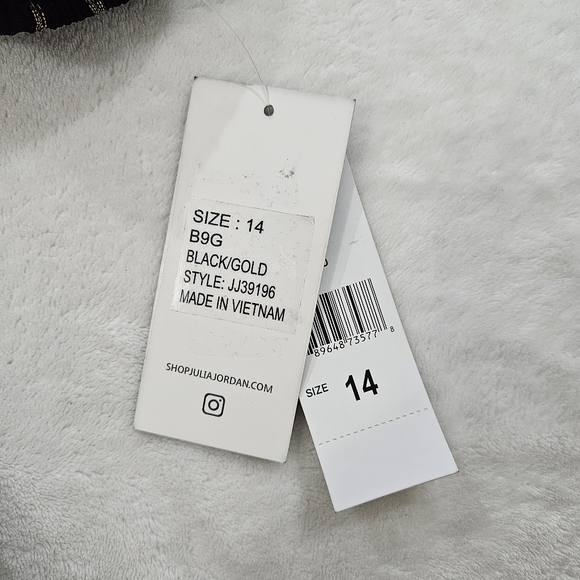 SIZE : 14
B9G
BLACK/GOLD
STYLE: JJ39196
MADE IN VIETNAM
SHOPJULIAJORDAN.COM
89648 73577 8
SIZE 14